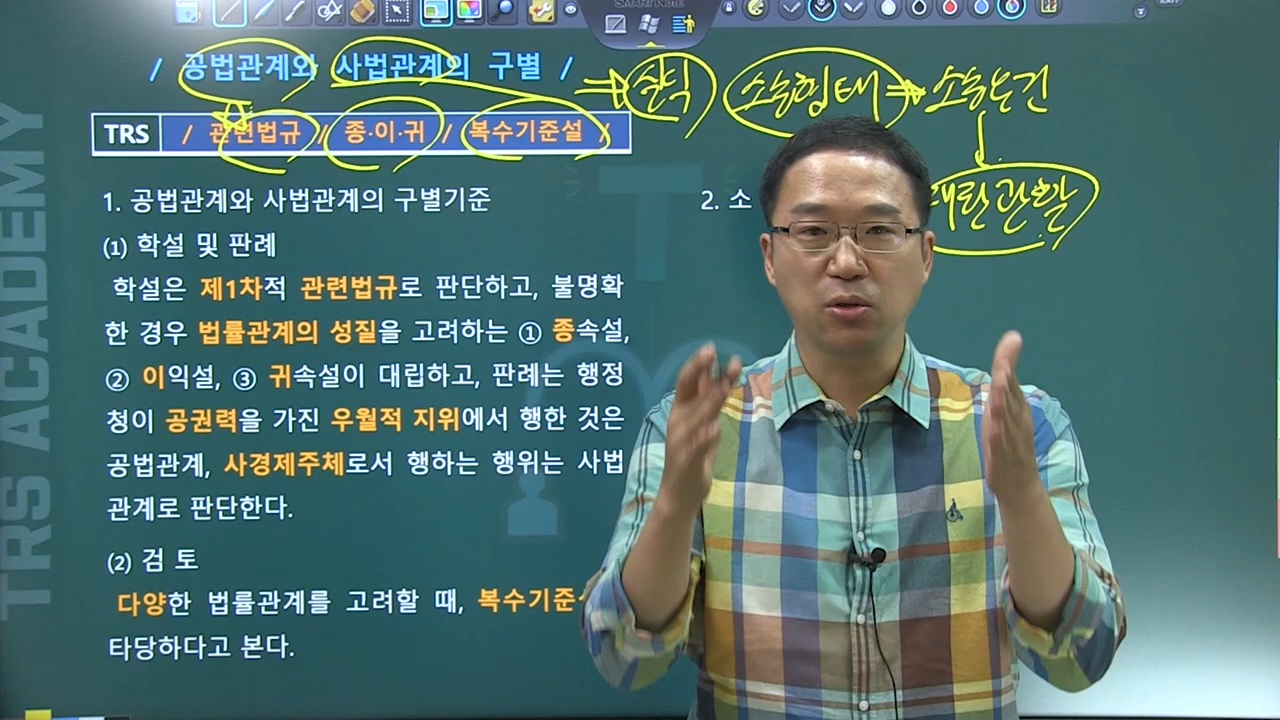 SMART NOTE
/ 공법관계와 사법관계의 구별 /
⇒ 실익 소송형태 → 소송요건
↓
재판관할
TRS / 관련법규 / 종·이·귀 / 복수기준설 /
1. 공법관계와 사법관계의 구별기준
⑴ 학설 및 판례
학설은 제1차적 관련법규로 판단하고, 불명확
한 경우 법률관계의 성질을 고려하는 ① 종속설,
② 이익설, ③ 귀속설이 대립하고, 판례는 행정
청이 공권력을 가진 우월적 지위에서 행한 것은
공법관계, 사경제주체로서 행하는 행위는 사법
관계로 판단한다.
⑵ 검 토
다양한 법률관계를 고려할 때, 복수기준
타당하다고 본다.
2. 소
TRS ACADEMY